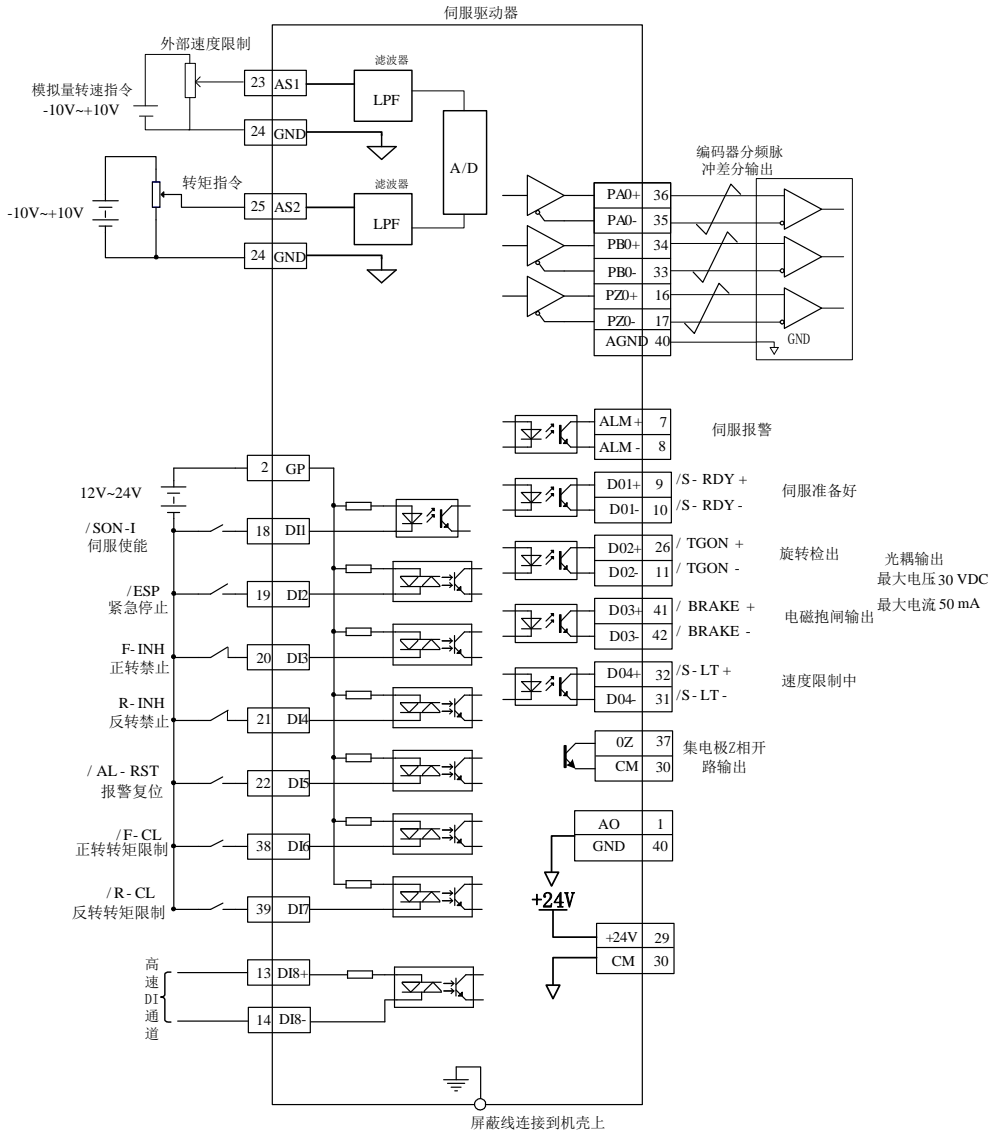 伺服驱动器
外部速度限制
模拟量转速指令
-10V~+10V
23 AS1
24 GND
滤波器
LPF
A/D
转矩指令
-10V~+10V
25 AS2
24 GND
滤波器
LPF
编码器分频脉
冲差分输出
PA0+ 36
PA0- 35
PB0+ 34
PB0- 33
PZ0+ 16
PZ0- 17
AGND 40
GND
ALM+ 7
ALM- 8
伺服报警
D01+ 9 /S-RDY +
D01- 10 /S-RDY -
伺服准备好
D02+ 26 / TGON +
D02- 11 / TGON -
旋转检出
D03+ 41 / BRAKE +
D03- 42 / BRAKE -
电磁抱闸输出
D04+ 32 /S-LT +
D04- 31 /S-LT -
速度限制中
光耦输出
最大电压30 VDC
最大电流50 mA
0Z 37
CM 30
集电极Z相开
路输出
AO 1
GND 40
+24V
+24V 29
CM 30
2 GP
12V~24V
/SON-I
伺服使能
18 DI1
/ESP
紧急停止
19 DI2
F-INH
正转禁止
20 DI3
R-INH
反转禁止
21 DI4
/AL-RST
报警复位
22 DI5
/F-CL
正转转矩限制
38 DI6
/R-CL
反转转矩限制
39 DI7
高
速
DI
通
道
13 DI8+
14 DI8-
屏蔽线连接到机壳上